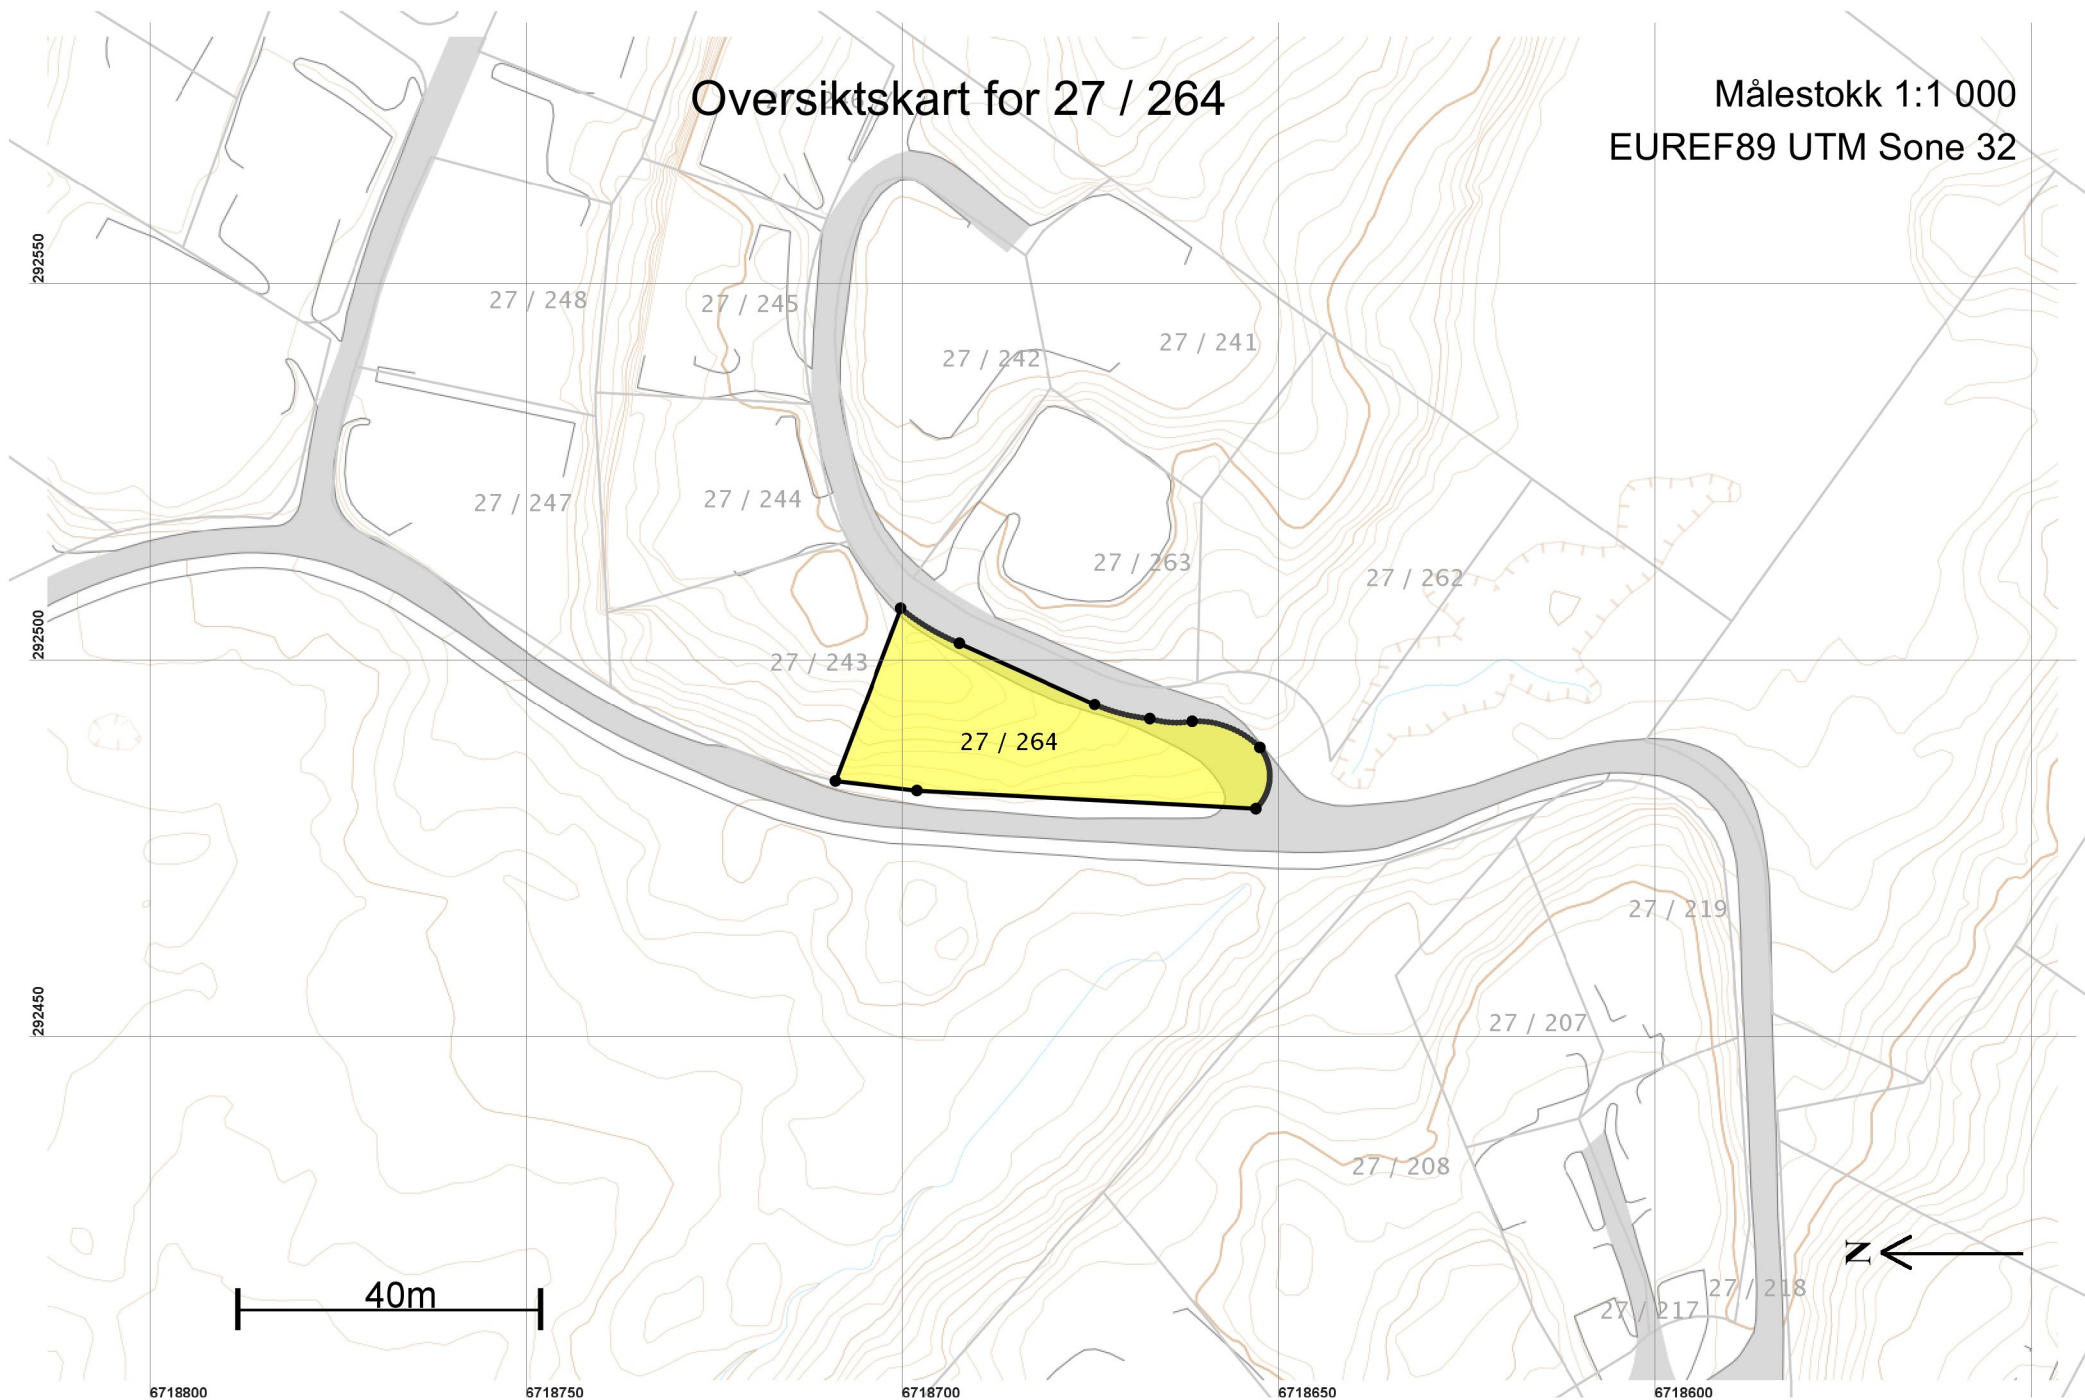 Oversiktskart for 27 / 264
Målestokk 1:1 000
EUREF89 UTM Sone 32
292550
27 / 248
27 / 245
27 / 242
27 / 241
27 / 247
27 / 244
27 / 263
27 / 262
292500
27 / 243
27 / 264
27 / 219
292450
27 / 207
27 / 208
N
40m
27 / 218
27 / 217
6718800
6718750
6718700
6718650
6718600